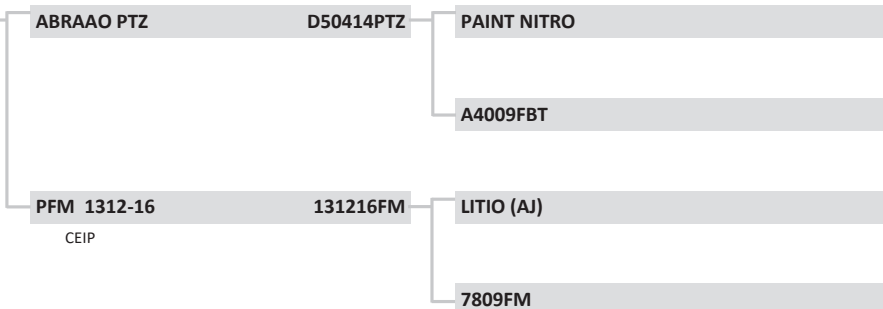 ABRAAO PTZ D50414PTZ PAINT NITRO
A4009FBT
PFM 1312-16 131216FM LITIO (AJ)
CEIP
7809FM